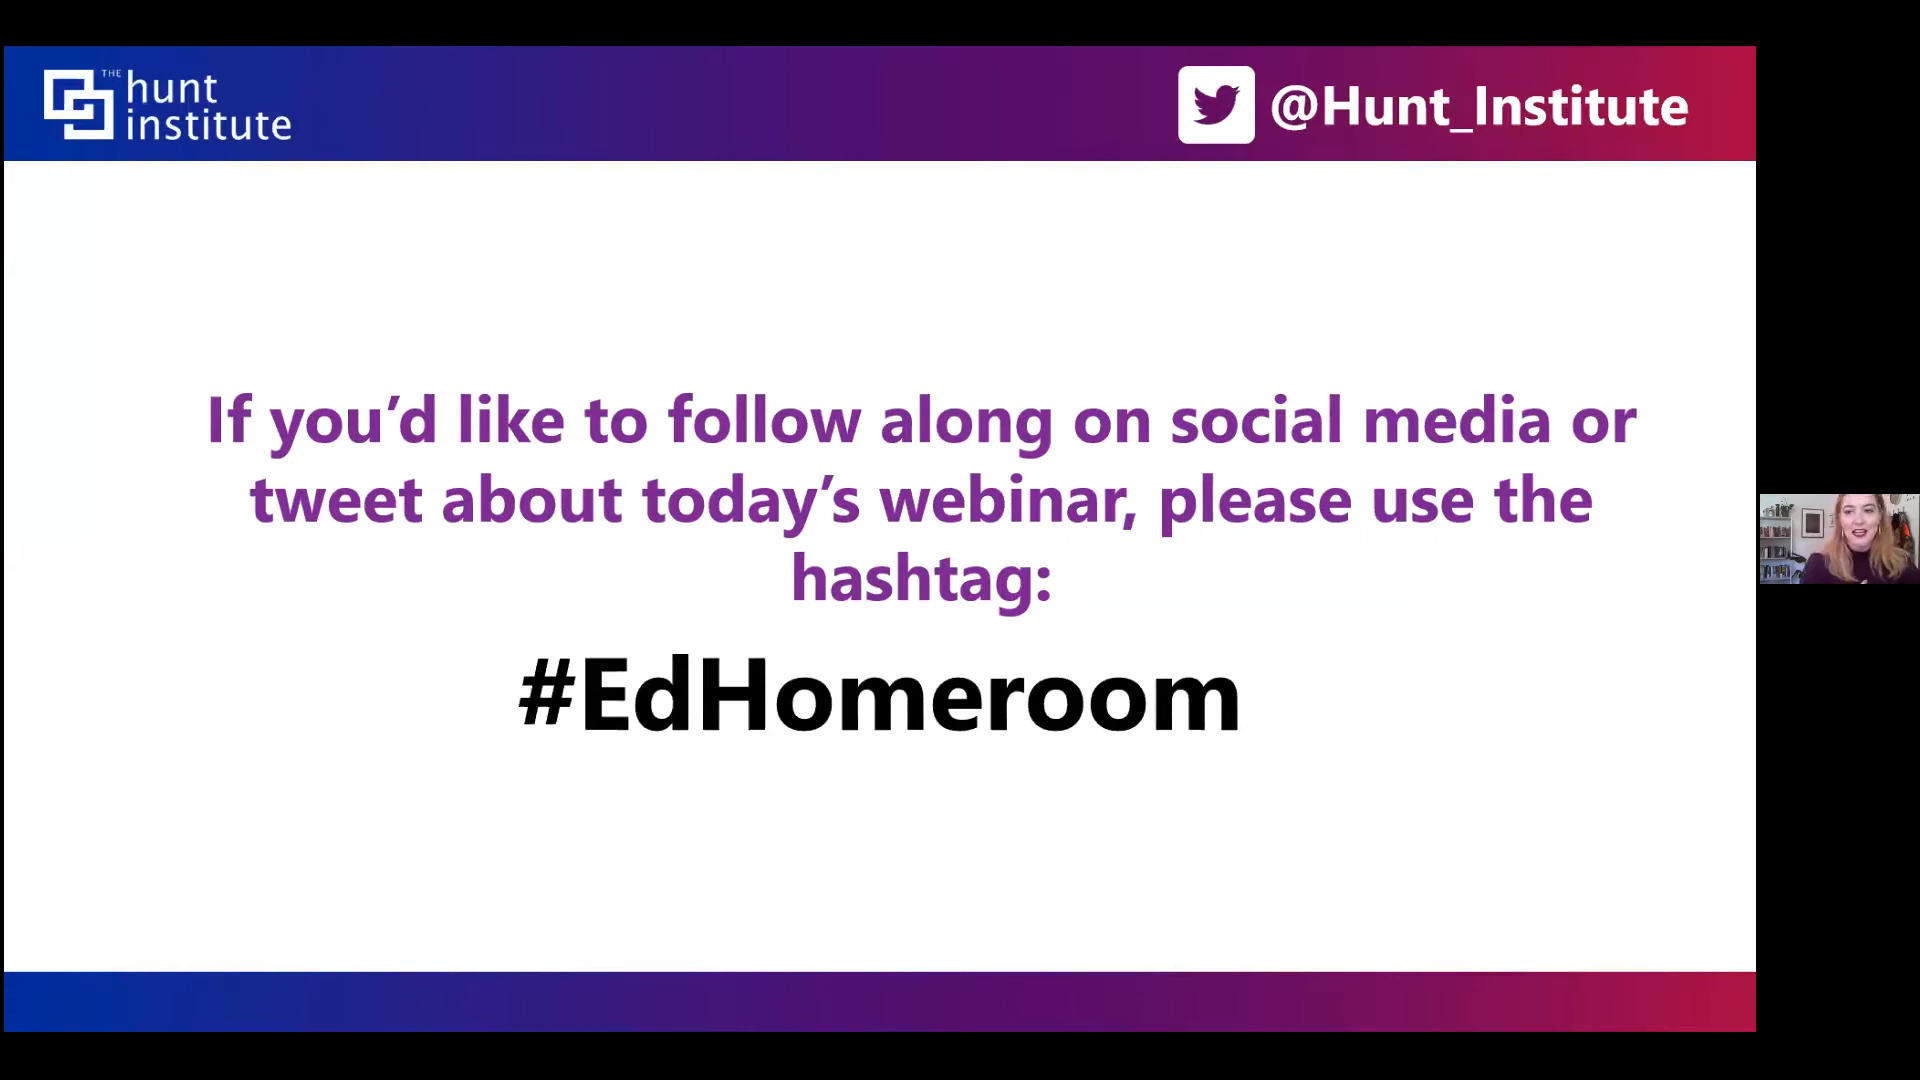 THE
hunt
institute
@Hunt_Institute
If you’d like to follow along on social media or
tweet about today’s webinar, please use the
hashtag:
#EdHomeroom